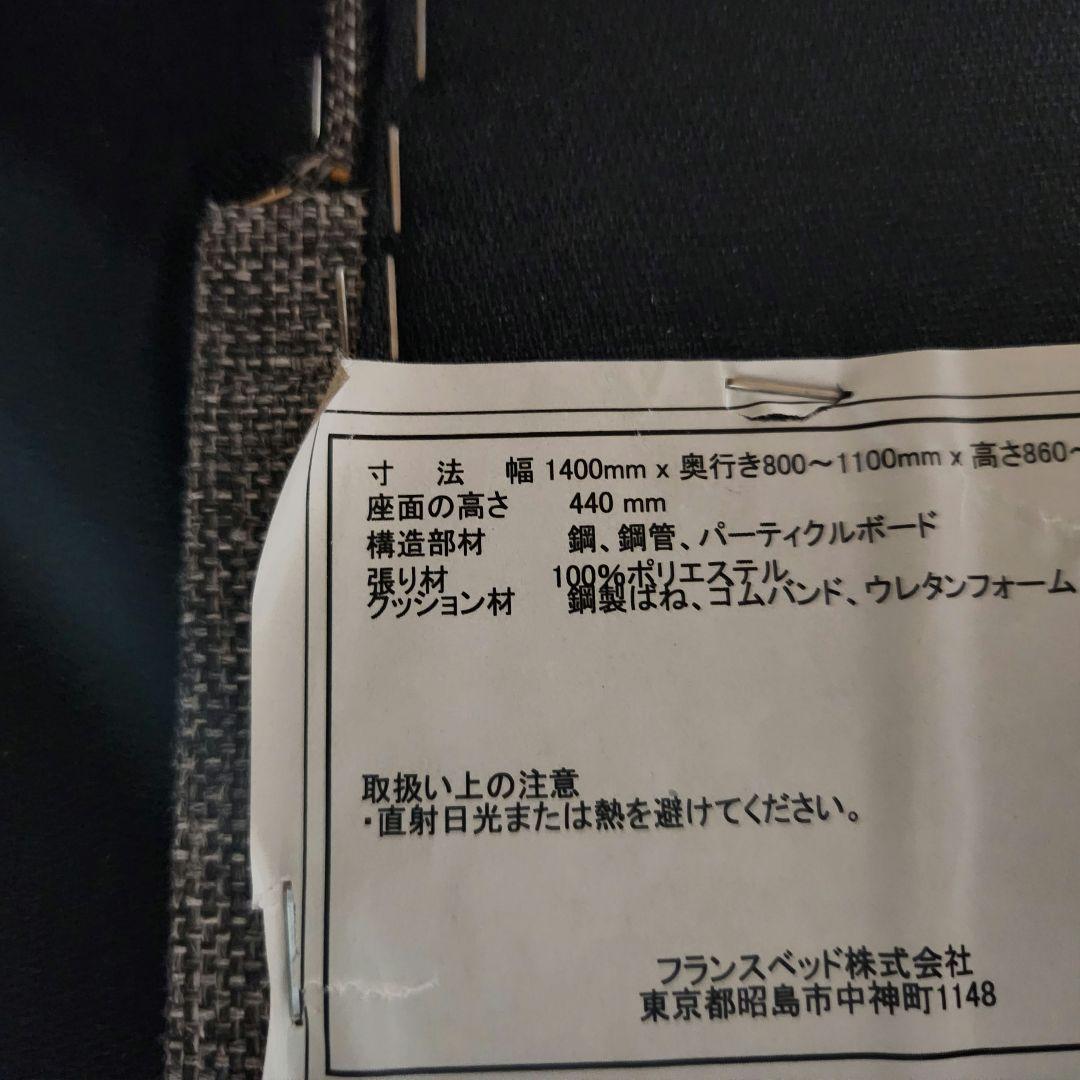 寸 法 幅 1400mm x 奥行き800～1100mm x 高さ860～
座面の高さ 440 mm
構造部材 鋼、鋼管、パーティクルボード
張り材 100%ポリエステル
クッション材 鋼製ばね、ゴムバンド、ウレタンフォーム
取扱い上の注意
・直射日光または熱を避けてください。
フランスベッド株式会社
東京都昭島市中神町1148